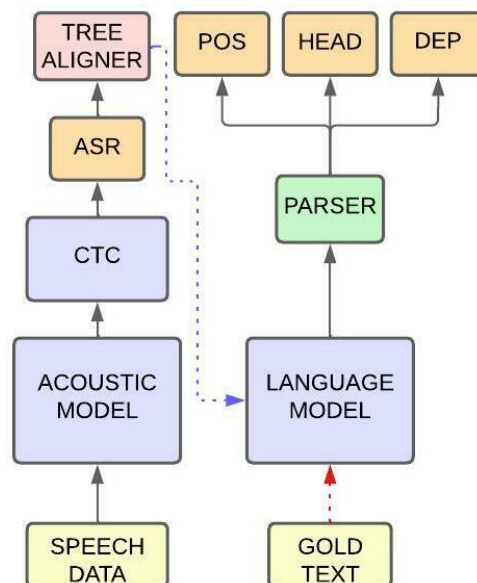 TREE
ALIGNER
POS
HEAD
DEP
ASR
PARSER
CTC
ACOUSTIC
MODEL
LANGUAGE
MODEL
SPEECH
DATA
GOLD
TEXT